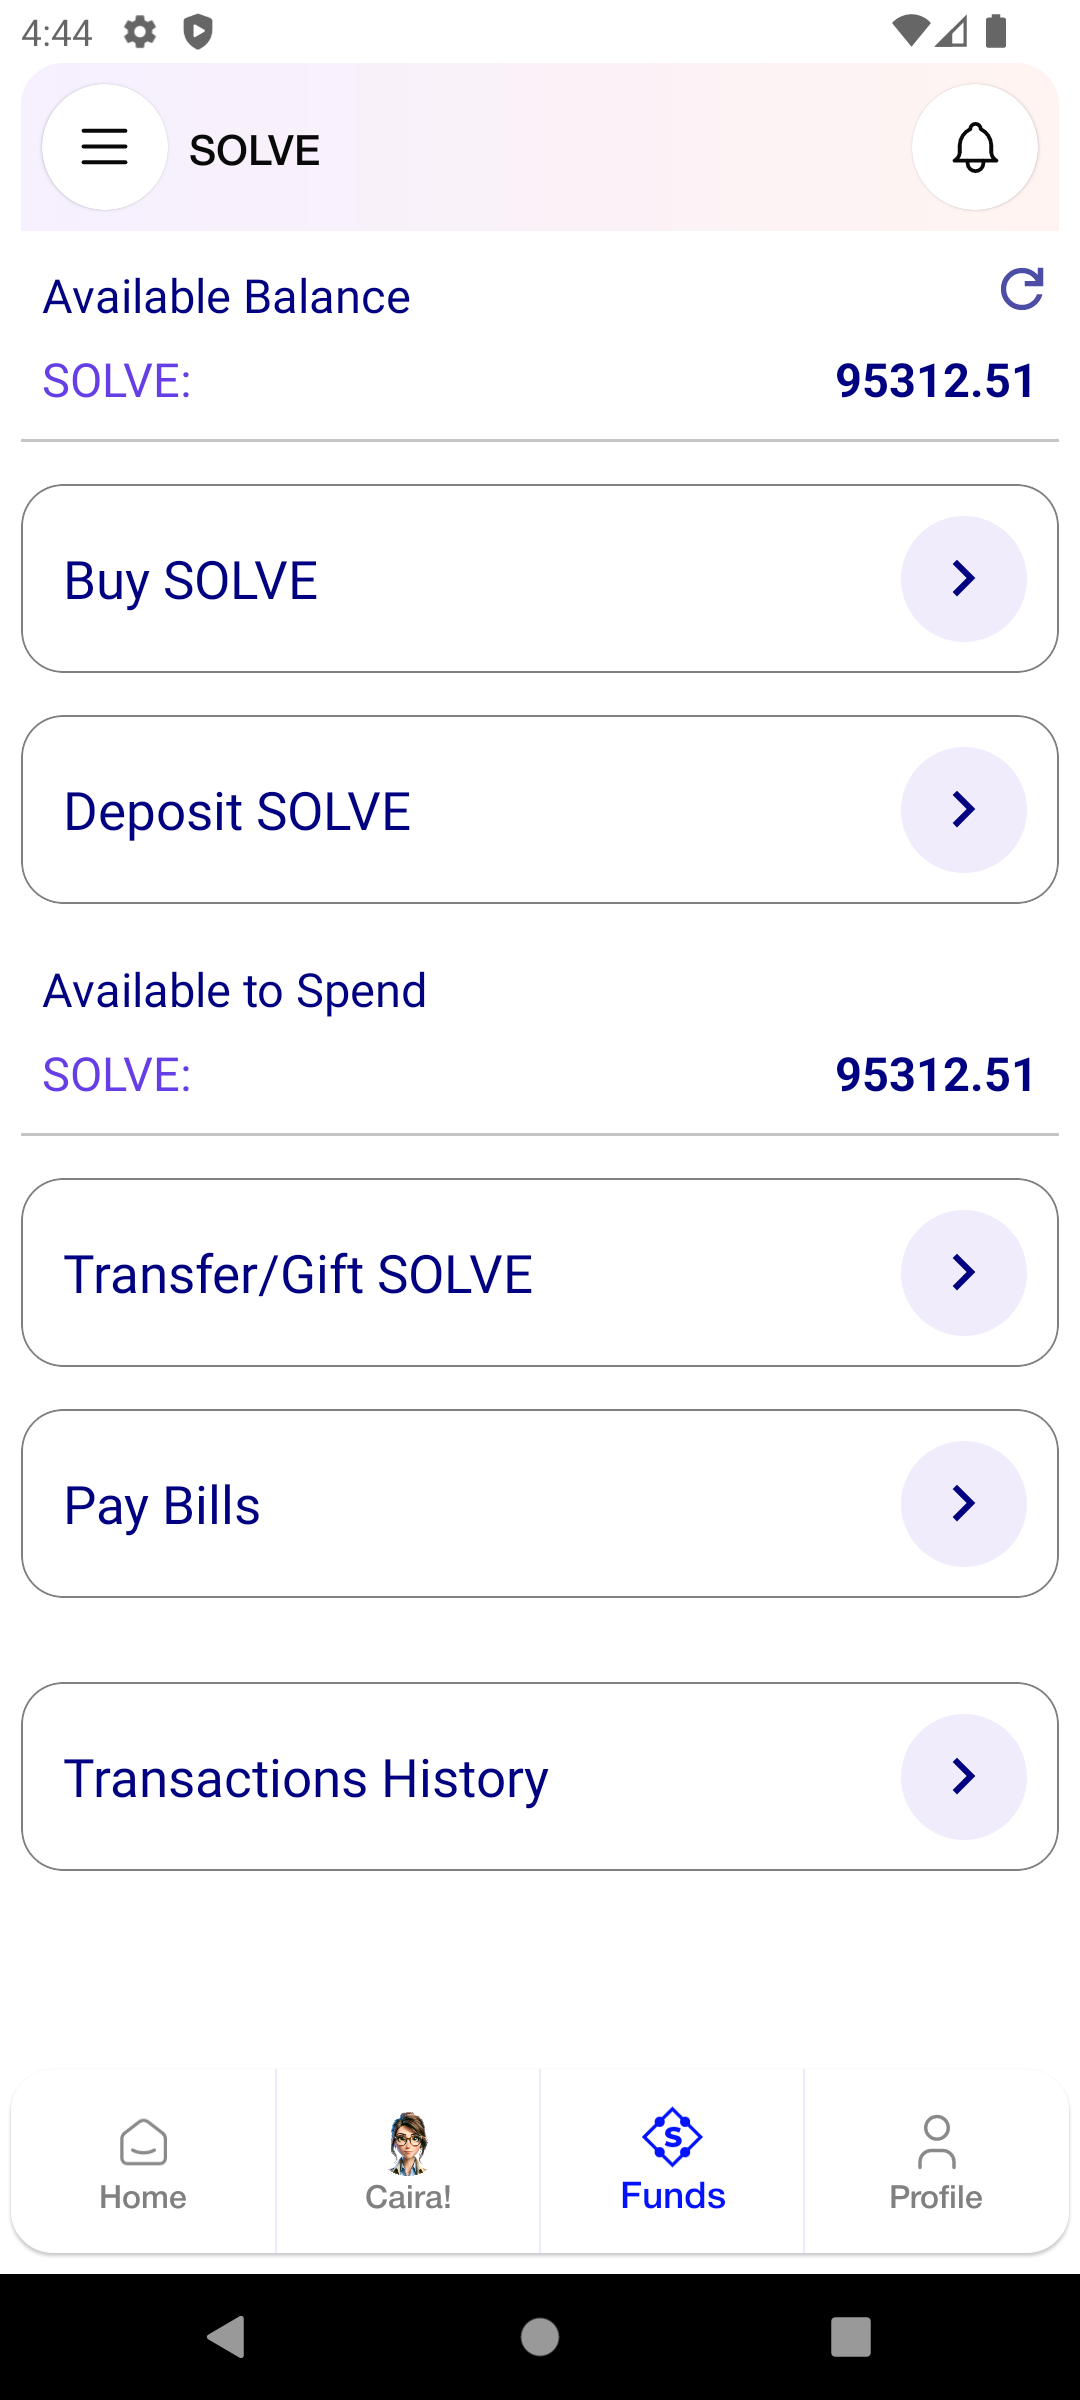 4:44
SOLVE
Available Balance
SOLVE: 95312.51
Buy SOLVE
Deposit SOLVE
Available to Spend
SOLVE: 95312.51
Transfer/Gift SOLVE
Pay Bills
Transactions History
S
Home Caira! Funds Profile